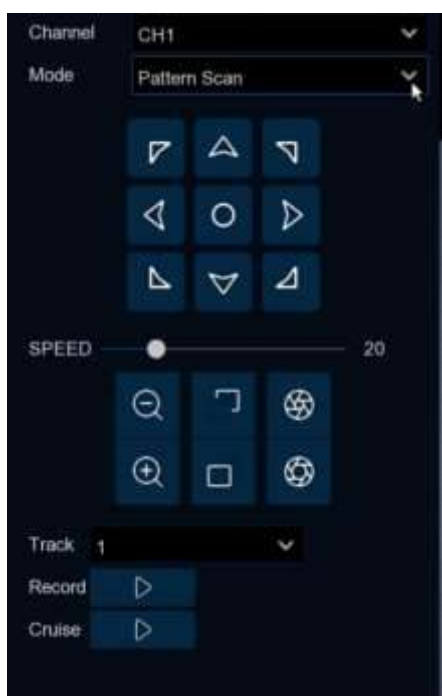 Channel CH1
Mode Pattern Scan
SPEED 20
Track 1
Record
Cruise